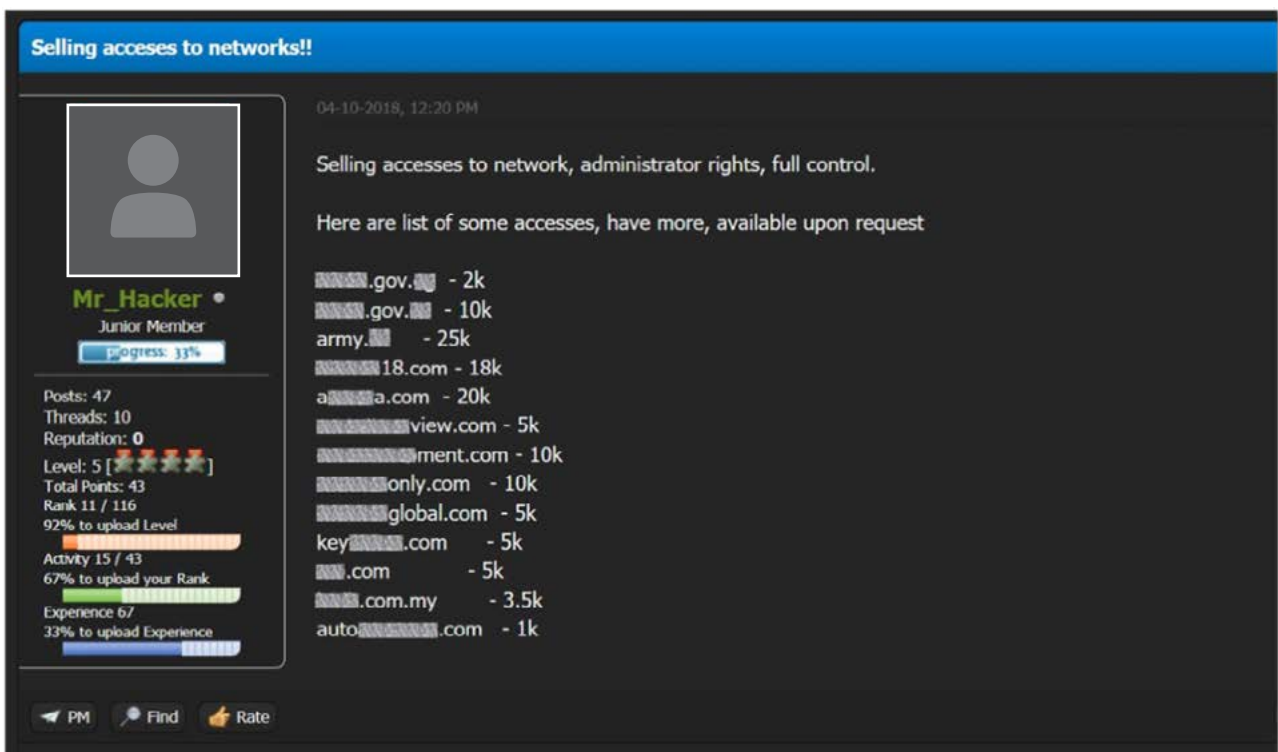 Selling acceses to networks!!
04-10-2018, 12:20 PM
Mr_Hacker
Junior Member
progress: 33%
Posts: 47
Threads: 10
Reputation: 0
Level: 5 [ ]
Total Points: 43
Rank 11 / 116
92% to upload Level
Activity 15 / 43
67% to upload your Rank
Experience 67
33% to upload Experience
PM Find Rate
Selling accesses to network, administrator rights, full control.
Here are list of some accesses, have more, available upon request
.gov. - 2k
.gov. - 10k
army. - 25k
18.com - 18k
a a.com - 20k
view.com - 5k
ment.com - 10k
only.com - 10k
global.com - 5k
key .com - 5k
.com - 5k
.com.my - 3.5k
auto .com - 1k